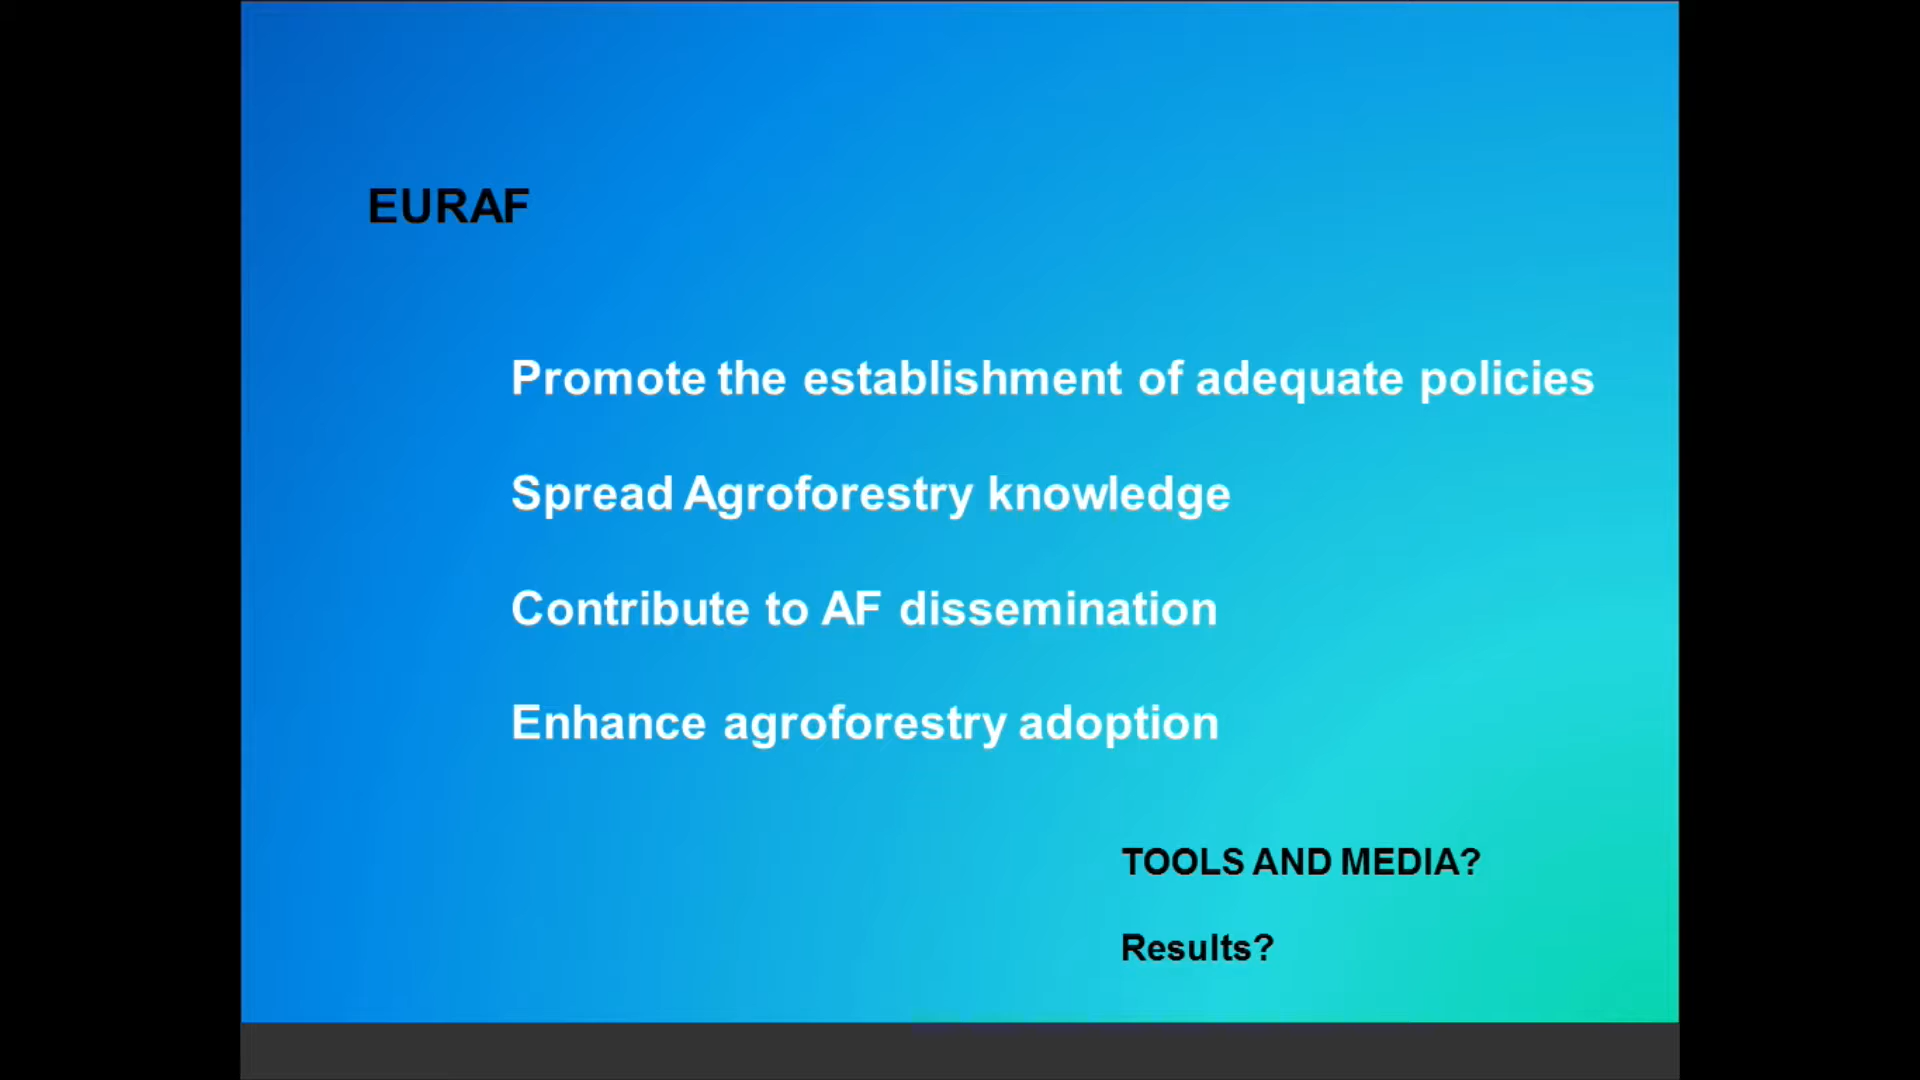 EURAF
Promote the establishment of adequate policies
Spread Agroforestry knowledge
Contribute to AF dissemination
Enhance agroforestry adoption
TOOLS AND MEDIA?
Results?